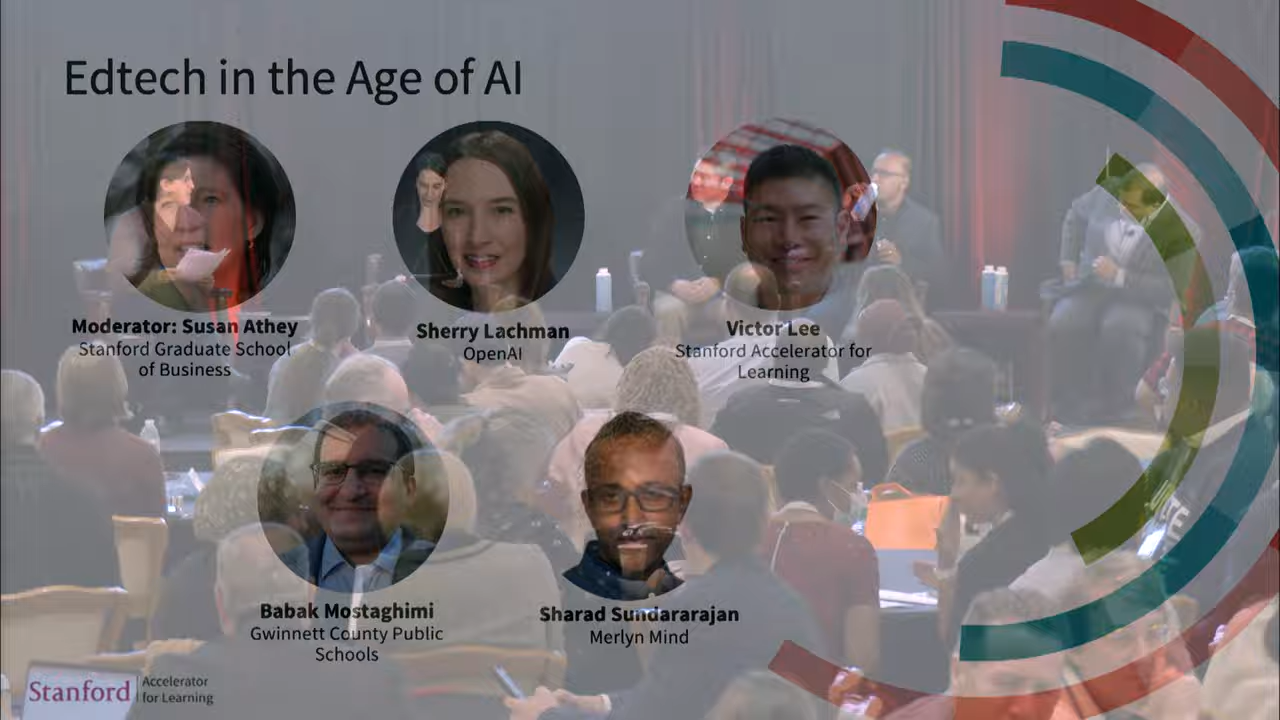 Edtech in the Age of AI
Moderator: Susan Athey
Stanford Graduate School
of Business
Sherry Lachman
OpenAI
Victor Lee
Stanford Accelerator for
Learning
Babak Mostaghimi
Gwinnett County Public
Schools
Sharad Sundararajan
Merlyn Mind
Stanford
Accelerator
for Learning